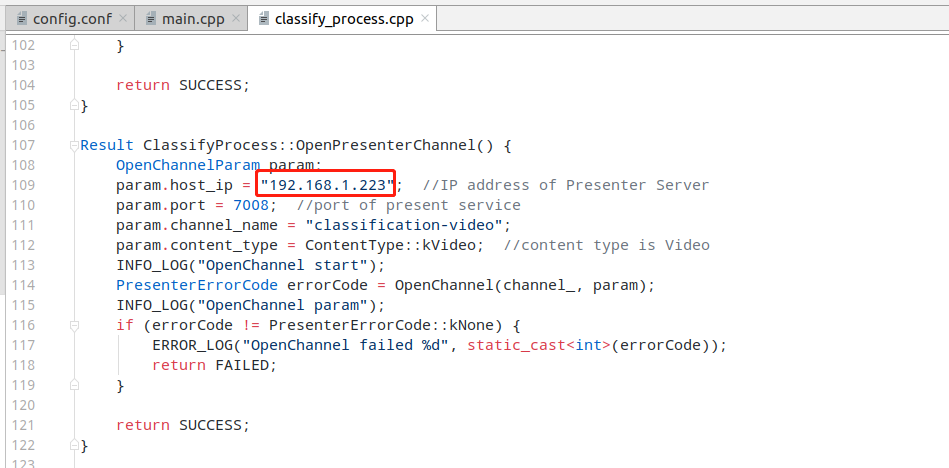 config.conf × main.cpp × classify_process.cpp ×
102 }
103
104 return SUCCESS;
105 }
106
107 Result ClassifyProcess::OpenPresenterChannel() {
108 OpenChannelParam param;
109 param.host_ip = "192.168.1.223"; //IP address of Presenter Server
110 param.port = 7008; //port of present service
111 param.channel_name = "classification-video";
112 param.content_type = ContentType::kVideo; //content type is Video
113 INFO_LOG("OpenChannel start");
114 PresenterErrorCode errorCode = OpenChannel(channel_, param);
115 INFO_LOG("OpenChannel param");
116 if (errorCode != PresenterErrorCode::kNone) {
117 ERROR_LOG("OpenChannel failed %d", static_cast<int>(errorCode));
118 return FAILED;
119 }
120
121 return SUCCESS;
122 }
123